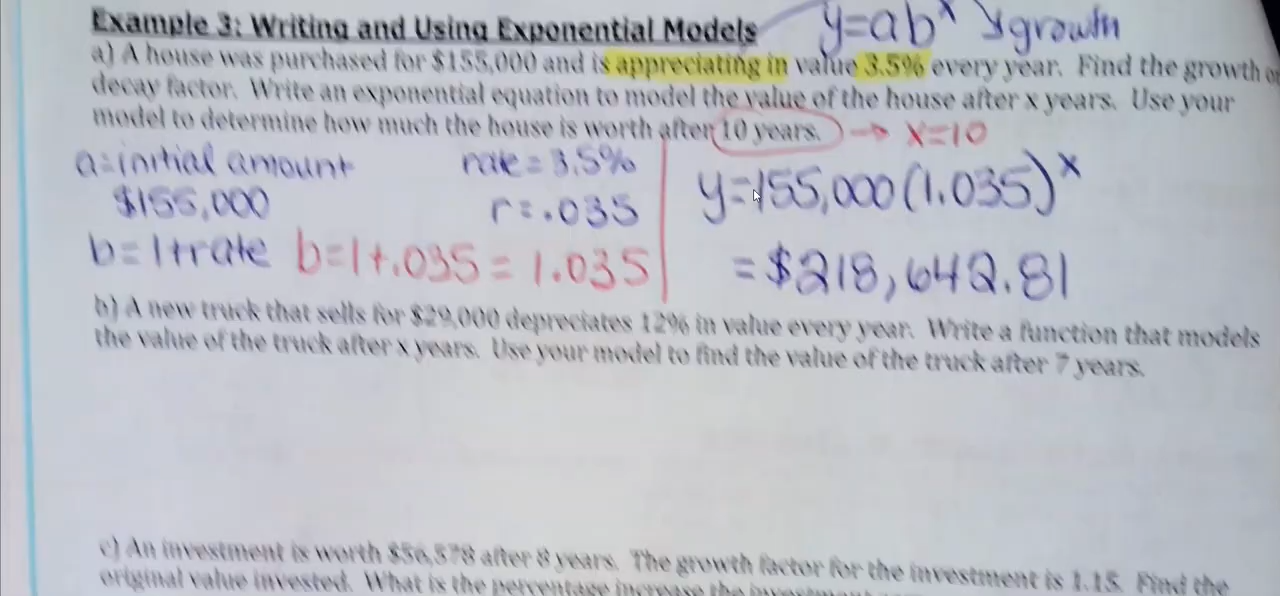 Example 3: Writing and Using Exponential Models y=abˣ growth
a) A house was purchased for $155,000 and is appreciating in value 3.5% every year. Find the growth or
decay factor. Write an exponential equation to model the value of the house after x years. Use your
model to determine how much the house is worth after 10 years. → x=10
a=initial amount rate = 3.5% y=155,000(1.035)ˣ
$155,000 r=.035
b=1+rate b=1+.035 = 1.035 =$218,642.81
b) A new truck that sells for $29,000 depreciates 12% in value every year. Write a function that models
the value of the truck after x years. Use your model to find the value of the truck after 7 years.
c) An investment is worth $56,578 after 8 years. The growth factor for the investment is 1.15. Find the
original value invested. What is the percentage increase the